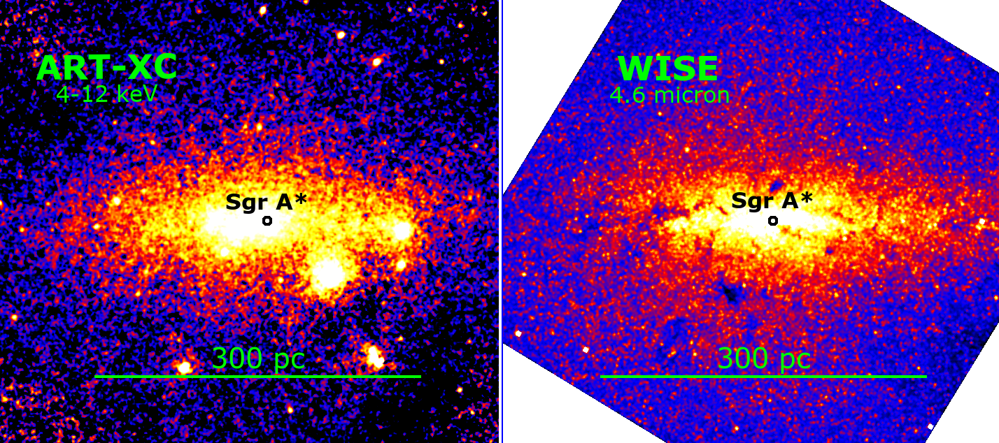 ART-XC
4-12 keV
Sgr A*
300 pc
WISE
4.6 micron
Sgr A*
300 pc